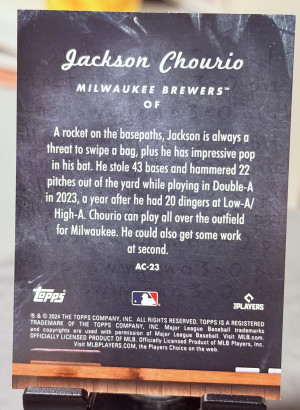 Jackson Chourio
MILWAUKEE BREWERS™
OF
A rocket on the basepaths, Jackson is always a
threat to swipe a bag, plus he has impressive pop
in his bat. He stole 43 bases and hammered 22
pitches out of the yard while playing in Double-A
in 2023, a year after he had 20 dingers at Low-A/
High-A. Chourio can play all over the outfield
for Milwaukee. He could also get some work
at second.
AC-23
Topps
PLAYERS
® & © 2024 THE TOPPS COMPANY, INC. ALL RIGHTS RESERVED. TOPPS IS A REGISTERED
TRADEMARK OF THE TOPPS COMPANY, INC. Major League Baseball trademarks
and copyrights are used with permission of Major League Baseball. Visit MLB.com.
OFFICIALLY LICENSED PRODUCT OF MLB. Officially Licensed Product of MLB Players, Inc.
Visit MLBPLAYERS.com, the Players Choice on the web.